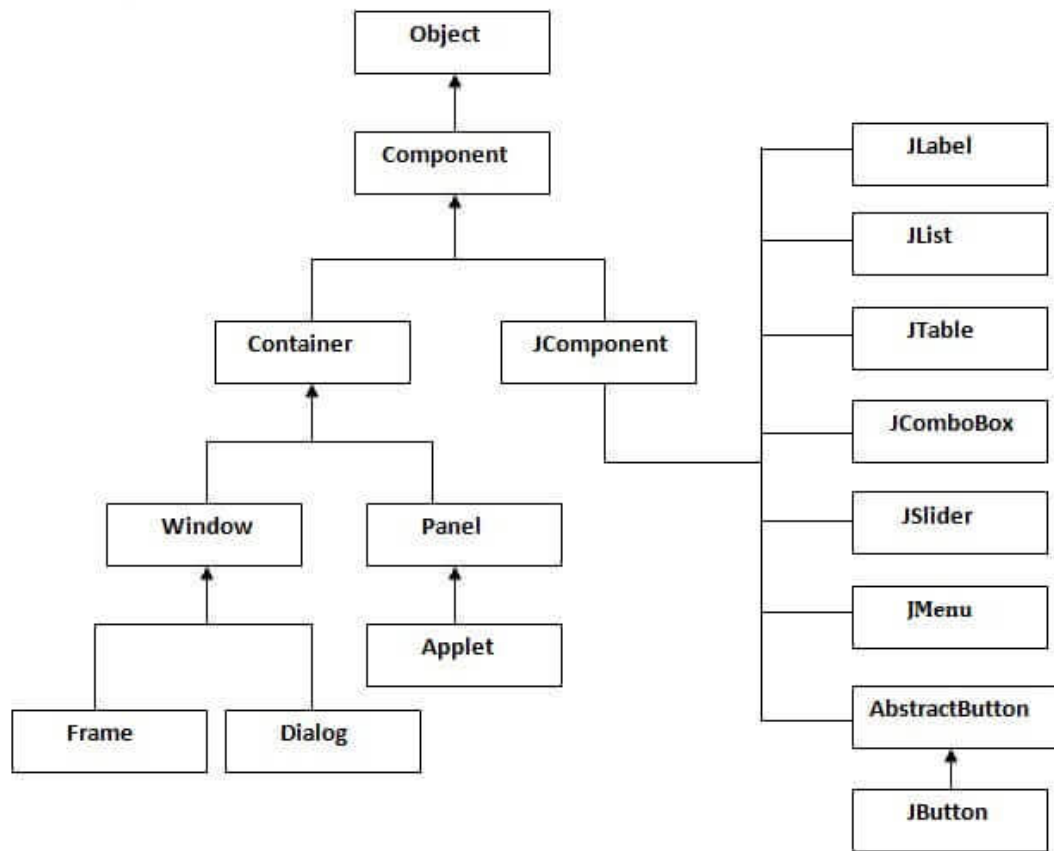 Object
Component
Container
JComponent
Window
Panel
Frame
Dialog
Applet
JLabel
JList
JTable
JComboBox
JSlider
JMenu
AbstractButton
JButton